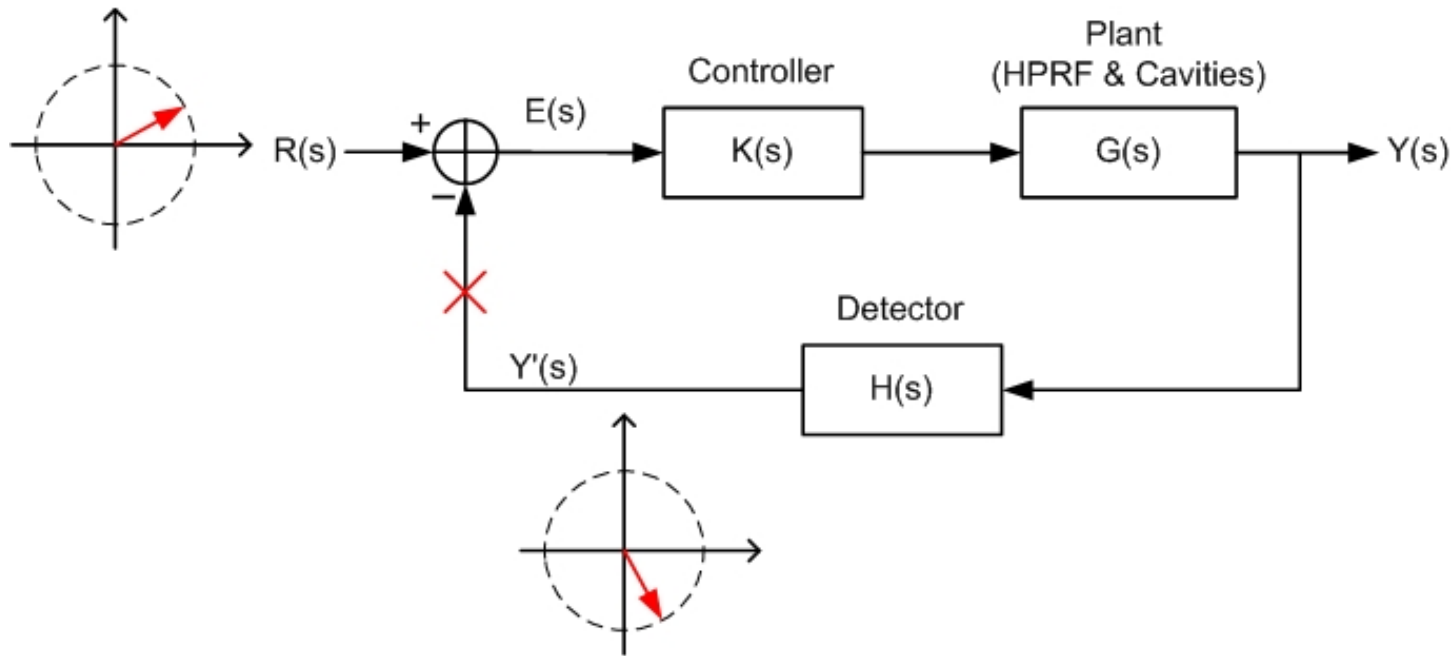 Plant
(HPRF & Cavities)
Controller
R(s)
+
−
E(s)
K(s)
G(s)
Y(s)
Detector
Y'(s)
H(s)